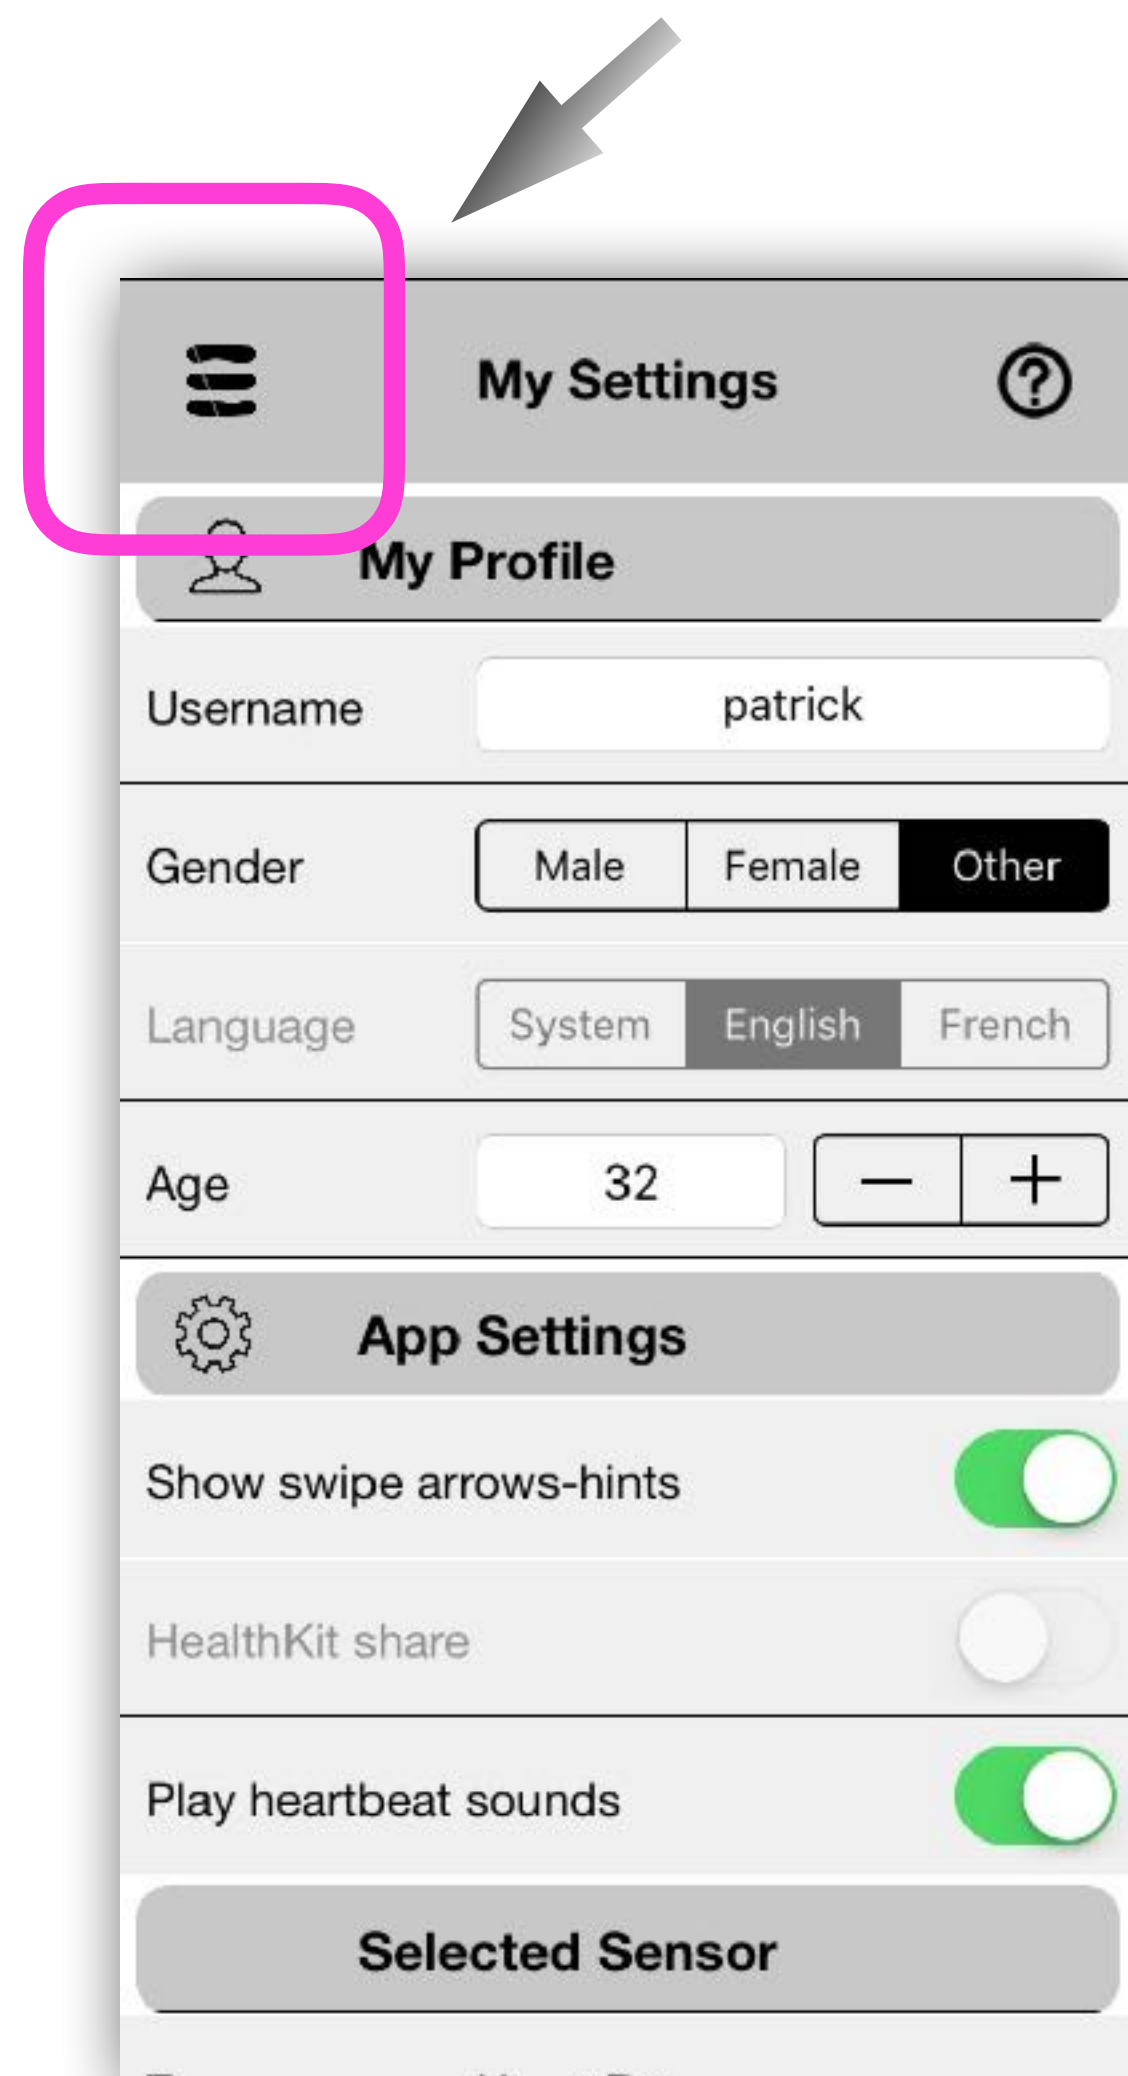 My Settings
My Profile
Username patrick
Gender Male Female Other
Language System English French
Age 32 — +
App Settings
Show swipe arrows-hints
HealthKit share
Play heartbeat sounds
Selected Sensor